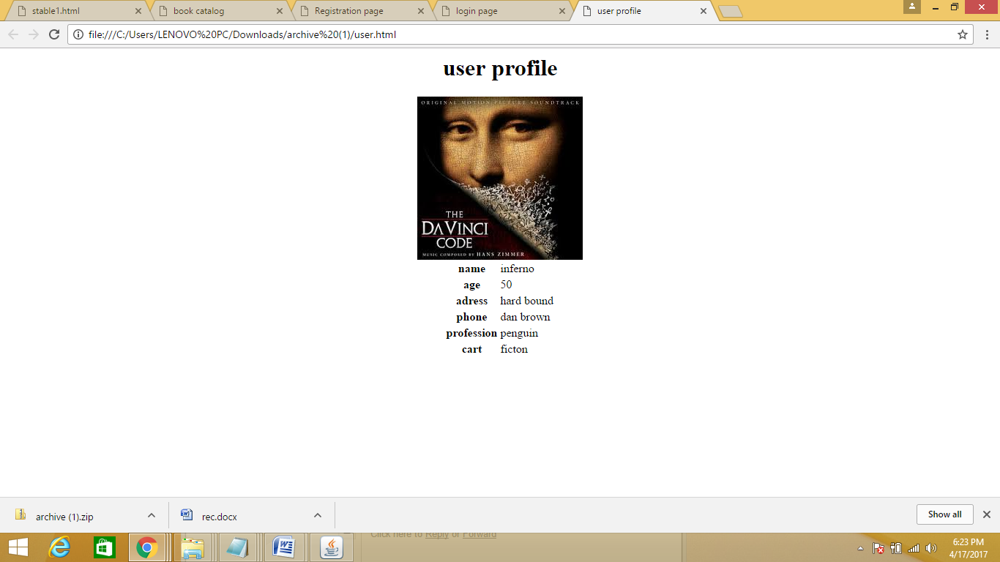 stable1.html
book catalog
Registration page
login page
user profile
file:///C:/Users/LENOVO%20PC/Downloads/archive%20(1)/user.html
user profile
ORIGINAL MOTION PICTURE SOUNDTRACK
THE
DA VINCI
CODE
MUSIC COMPOSED BY HANS ZIMMER
name inferno
age 50
adress hard bound
phone dan brown
profession penguin
cart ficton
archive (1).zip
rec.docx
Show all
Click here to Reply or Forward
6:23 PM
4/17/2017